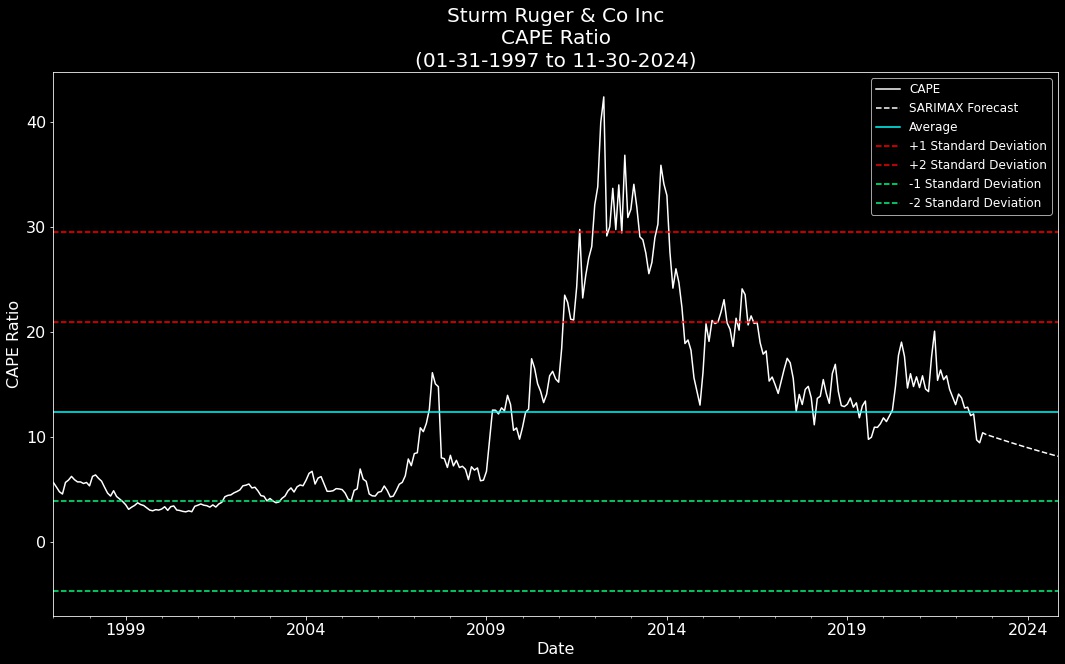 Sturm Ruger & Co Inc
CAPE Ratio
(01-31-1997 to 11-30-2024)
CAPE
SARIMAX Forecast
Average
+1 Standard Deviation
+2 Standard Deviation
-1 Standard Deviation
-2 Standard Deviation
CAPE Ratio
40
30
20
10
0
1999
2004
2009
2014
2019
2024
Date